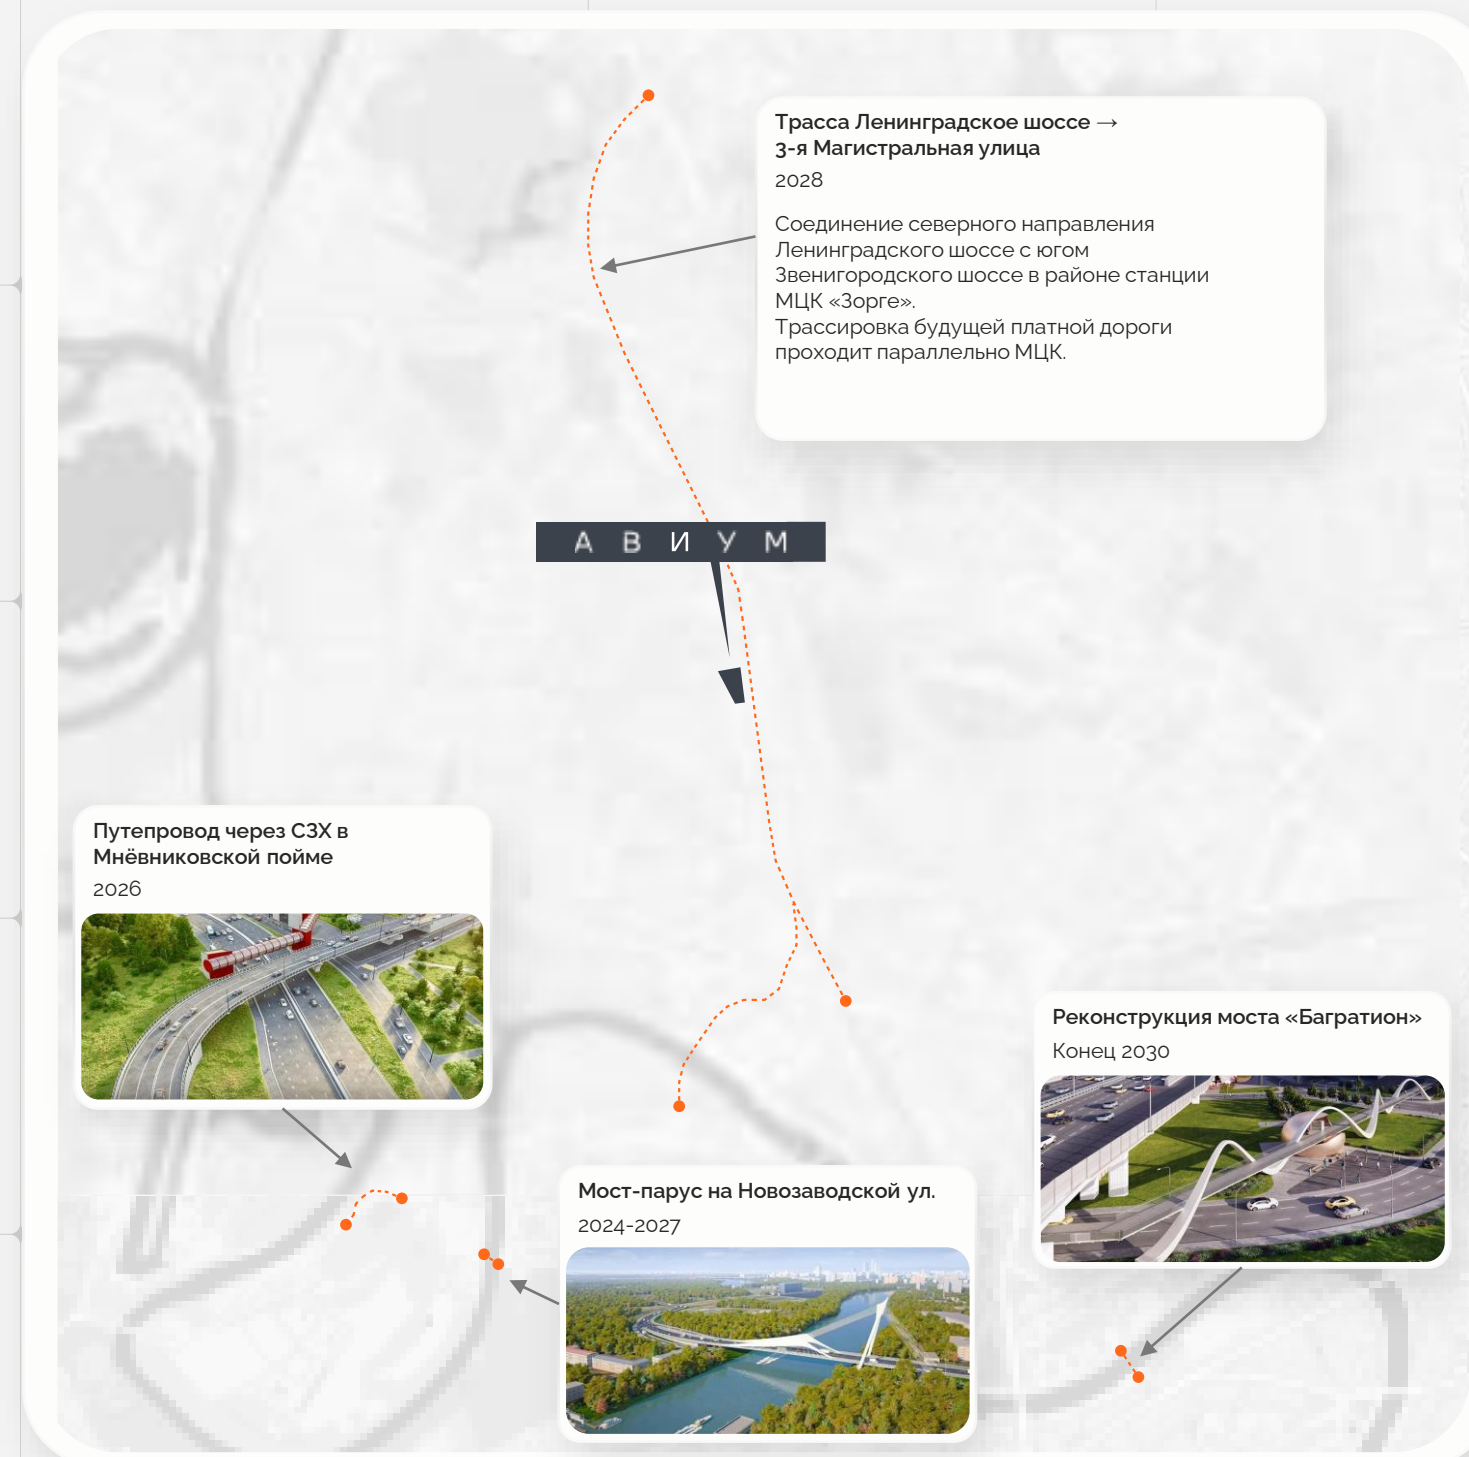 Трасса Ленинградское шоссе →
3-я Магистральная улица
2028
Соединение северного направления
Ленинградского шоссе с югом
Звенигородского шоссе в районе станции
МЦК «Зорге».
Трассировка будущей платной дороги
проходит параллельно МЦК.
АВИУМ
Путепровод через СЗХ в
Мнёвниковской пойме
2026
Реконструкция моста «Багратион»
Конец 2030
Мост-парус на Новозаводской ул.
2024-2027